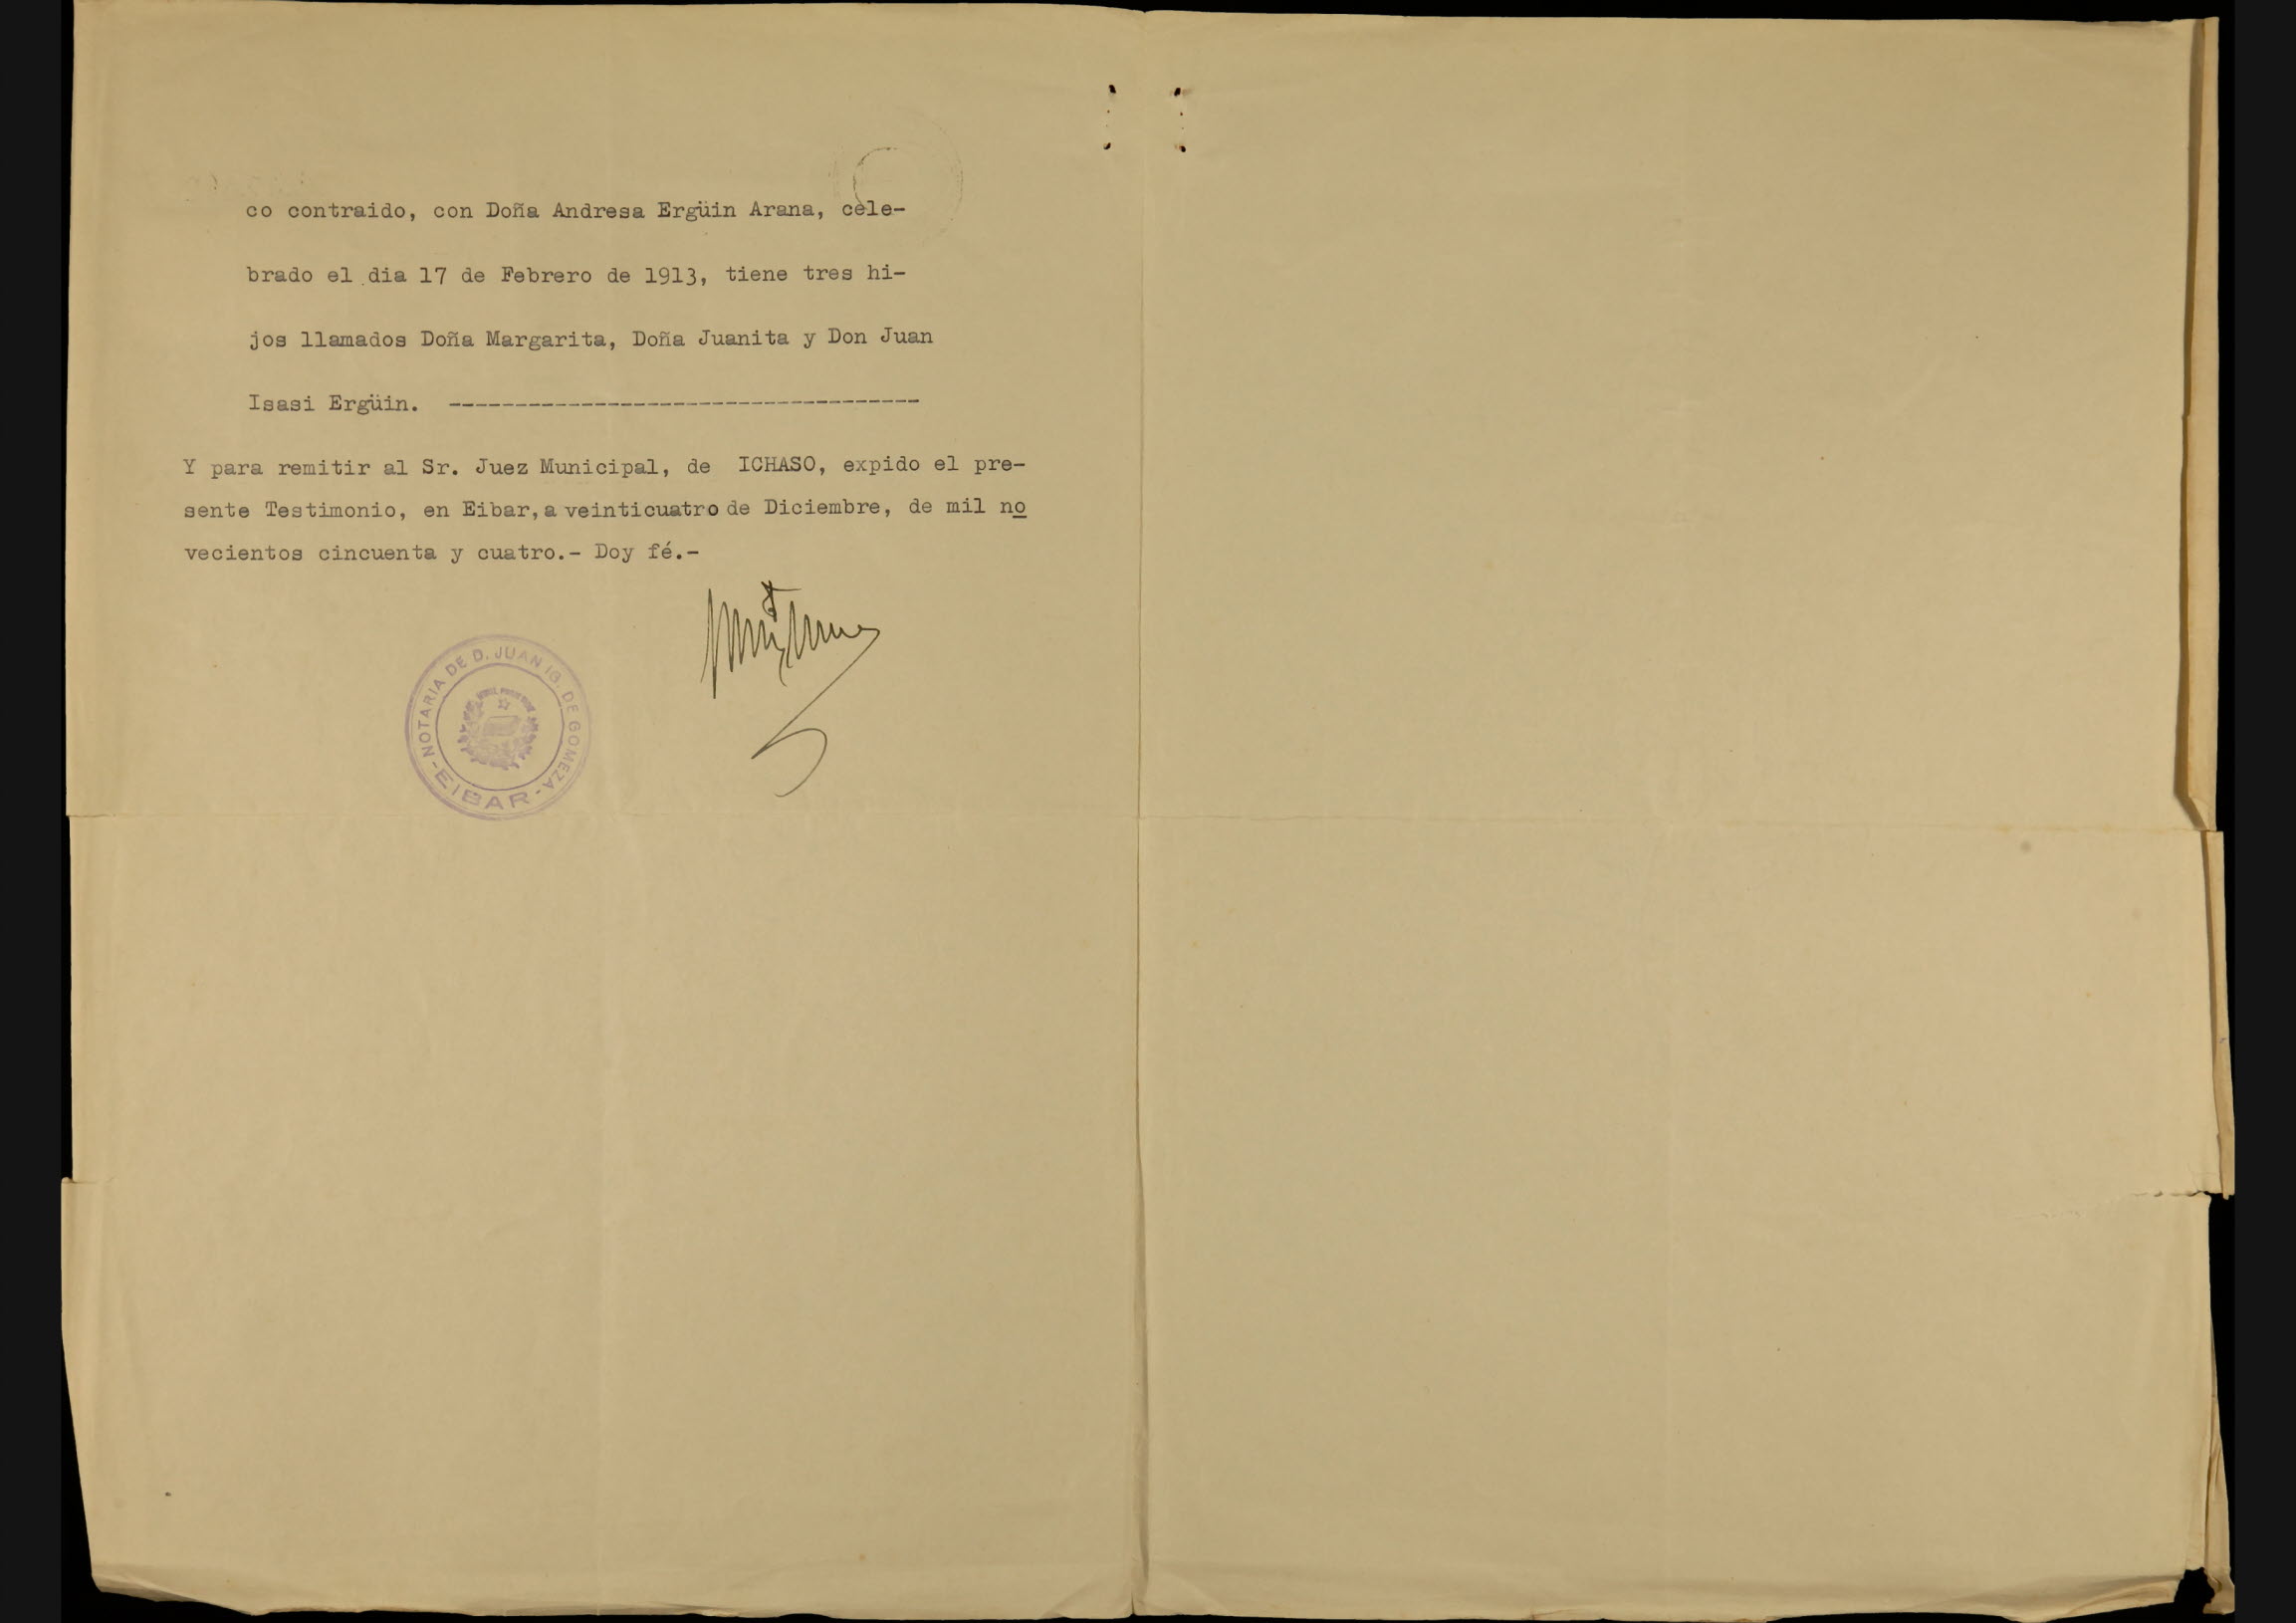 co contraido, con Doña Andresa Ergüin Arana, cele-
brado el dia 17 de Febrero de 1913, tiene tres hi-
jos llamados Doña Margarita, Doña Juanita y Don Juan
Isasi Ergüin. ------------------------------------
Y para remitir al Sr. Juez Municipal, de ICHASO, expido el pre-
sente Testimonio, en Eibar, a veinticuatro de Diciembre, de mil no
vecientos cincuenta y cuatro.- Doy fé.-
NOTARIA DE D. JUAN IG. DE GOMEZA
-EIBAR-